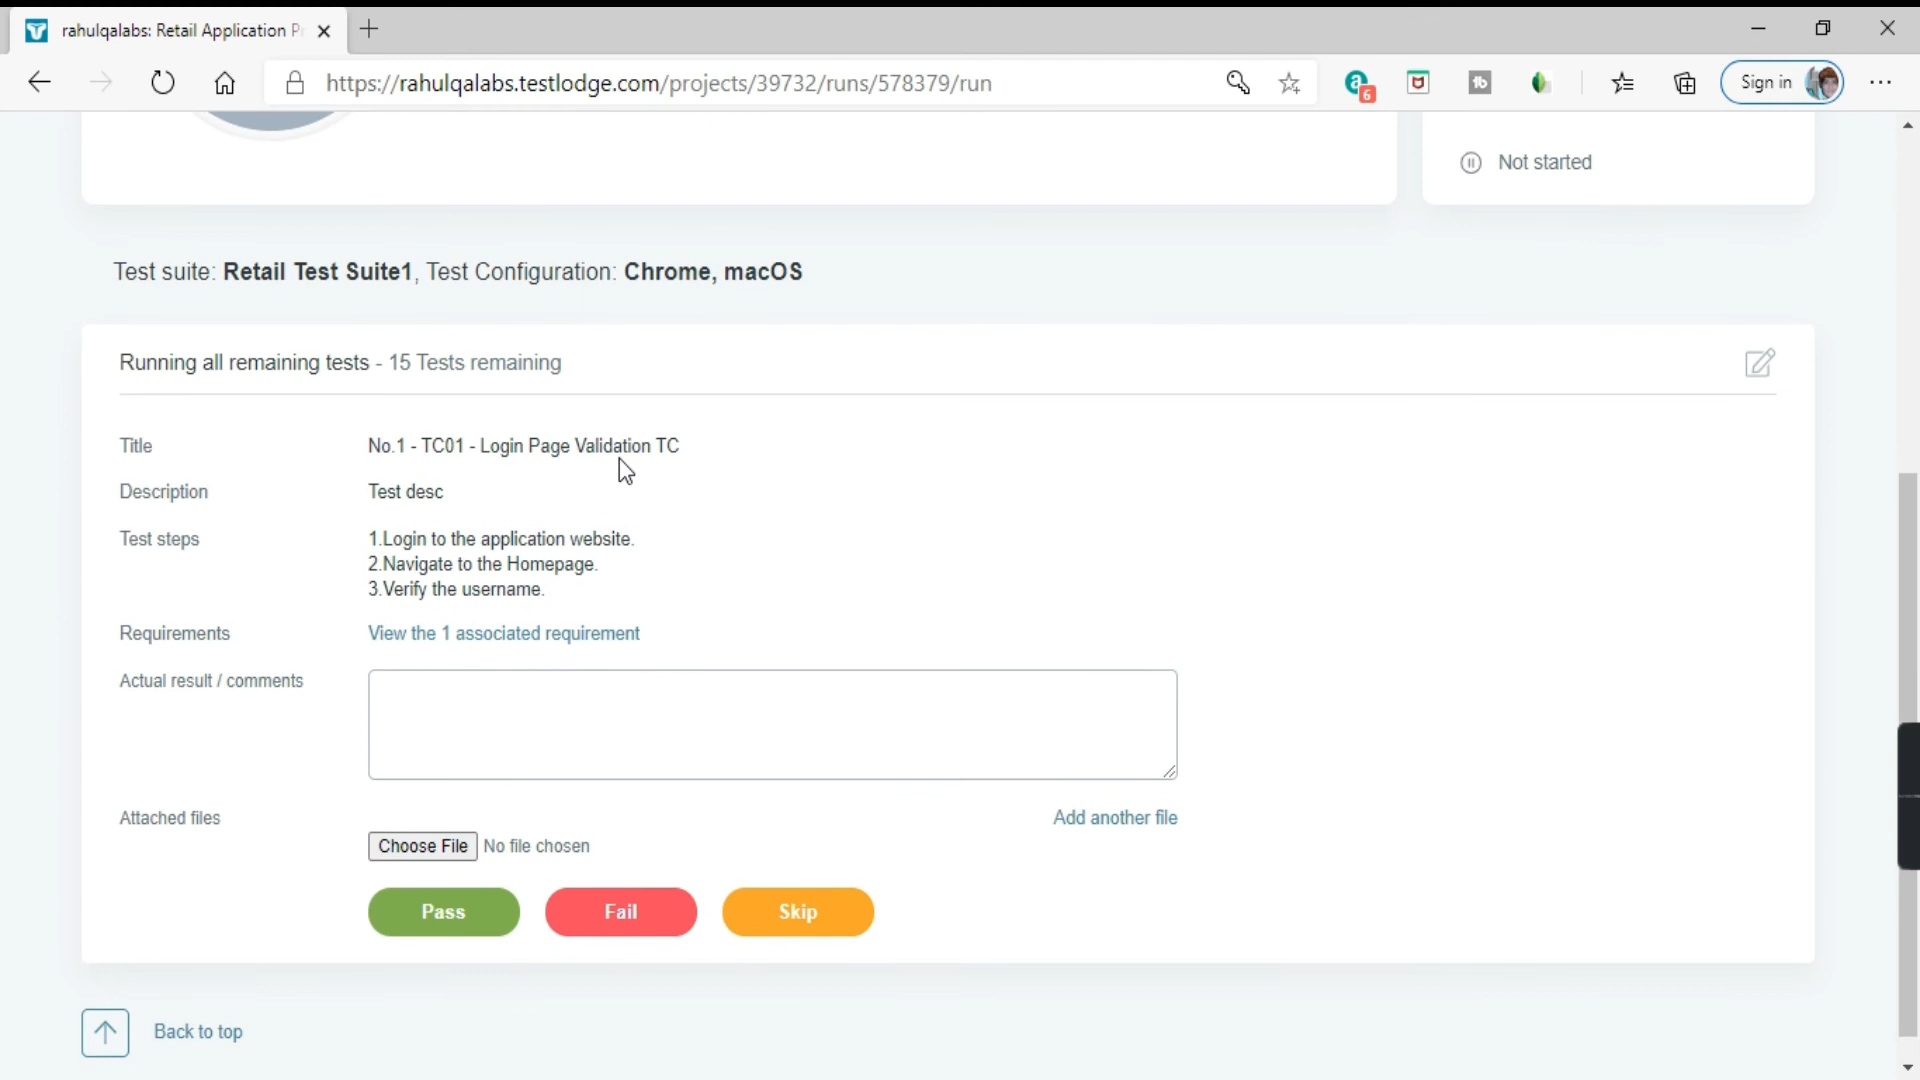 rahulqalabs: Retail Application P
https://rahulqalabs.testlodge.com/projects/39732/runs/578379/run
a
6
tb
Sign in
Not started
Test suite: Retail Test Suite1, Test Configuration: Chrome, macOS
Running all remaining tests - 15 Tests remaining
Title
No.1 - TC01 - Login Page Validation TC
Description
Test desc
Test steps
1.Login to the application website.
2.Navigate to the Homepage.
3.Verify the username.
Requirements
View the 1 associated requirement
Actual result / comments
Attached files
Add another file
Choose File No file chosen
Pass
Fail
Skip
Back to top